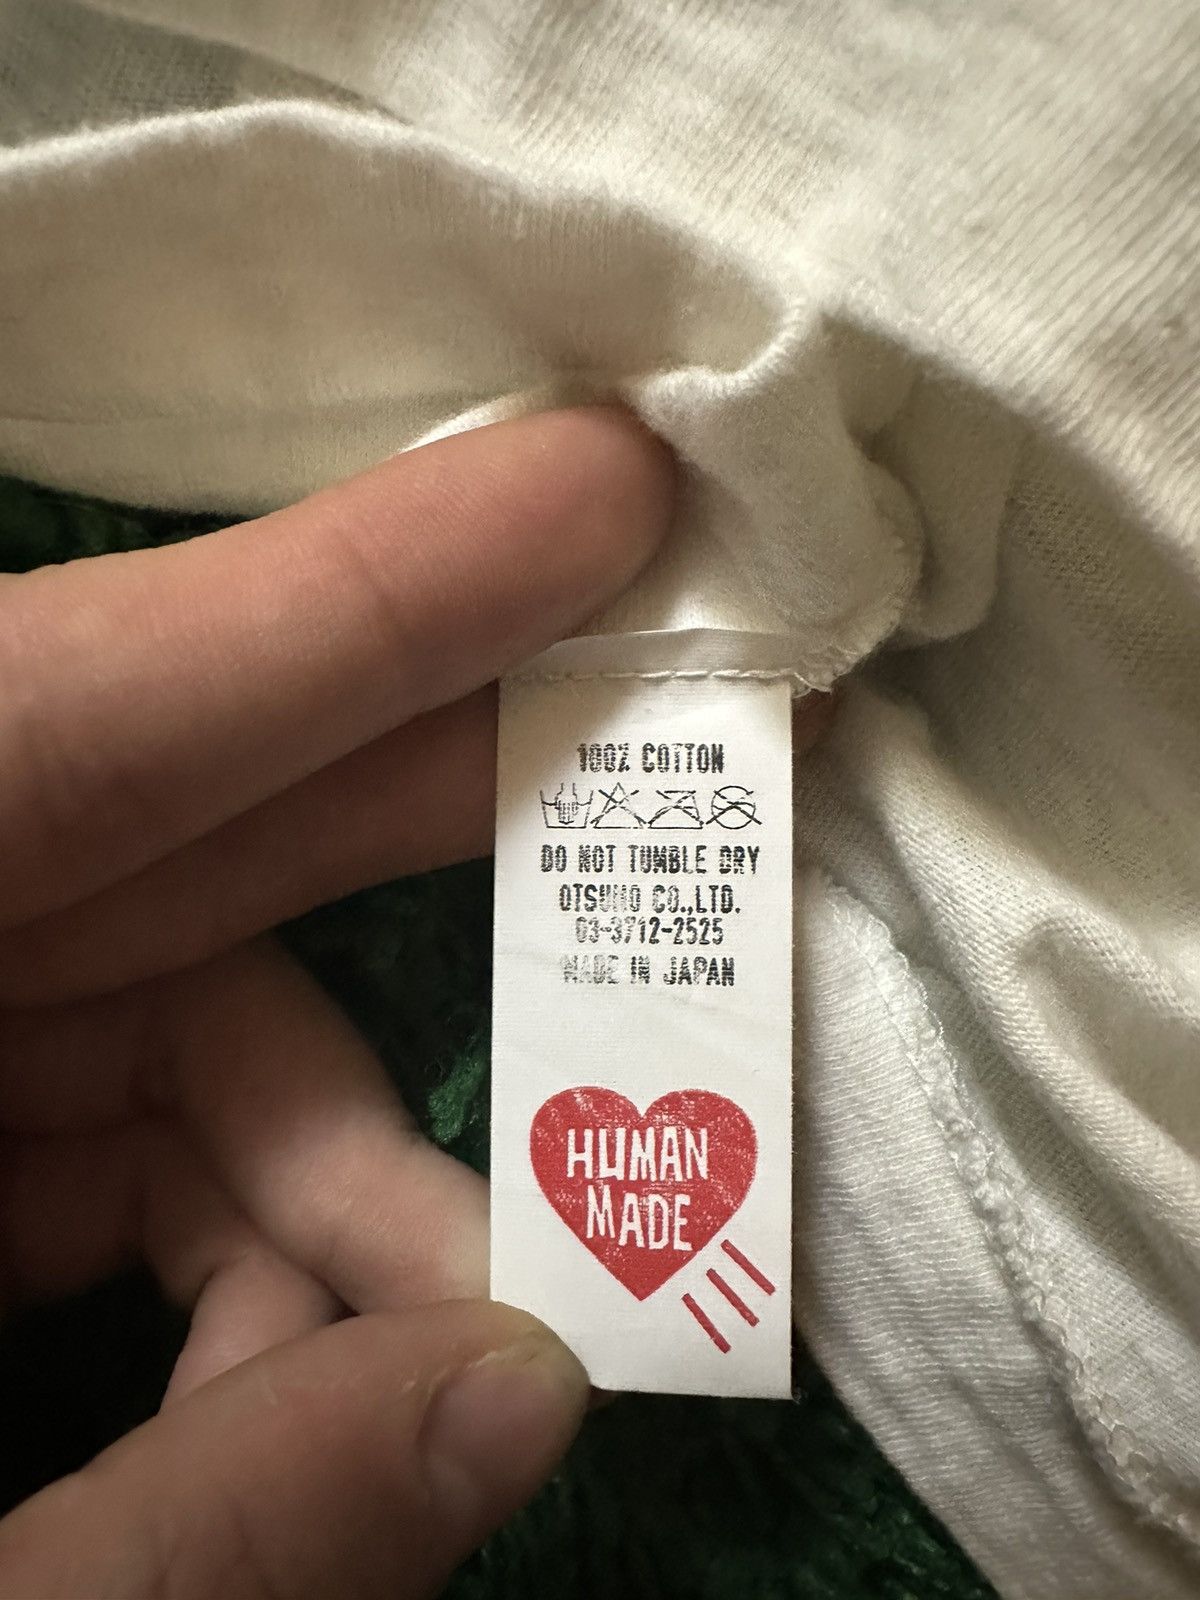 100% COTTON
DO NOT TUMBLE DRY
OTSUMO CO.,LTD.
03-3712-2525
MADE IN JAPAN
HUMAN
MADE